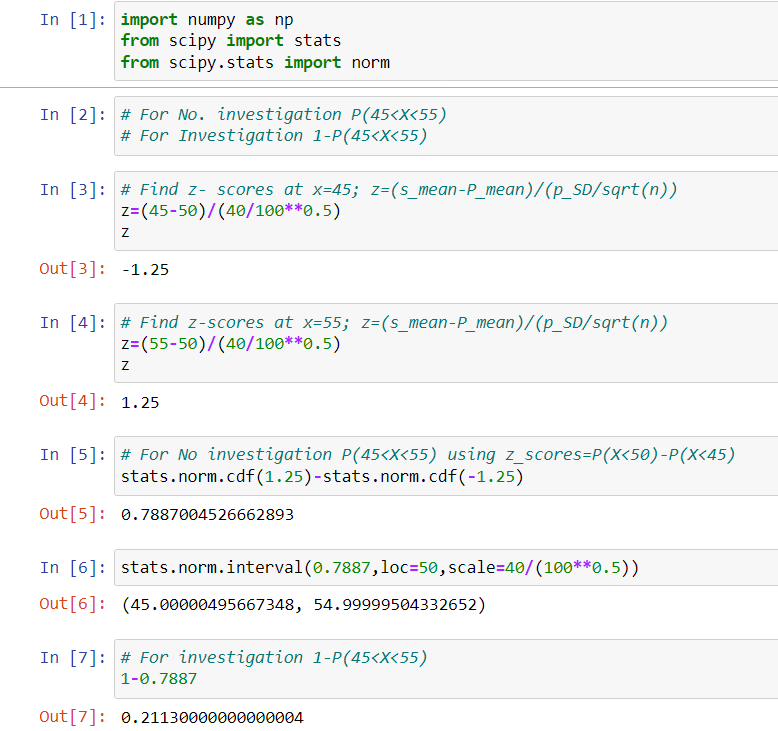 In [1]: import numpy as np
from scipy import stats
from scipy.stats import norm
In [2]: # For No. investigation P(45<X<55)
# For Investigation 1-P(45<X<55)
In [3]: # Find z- scores at x=45; z=(s_mean-P_mean)/(p_SD/sqrt(n))
z=(45-50)/(40/100**0.5)
z
Out[3]: -1.25
In [4]: # Find z-scores at x=55; z=(s_mean-P_mean)/(p_SD/sqrt(n))
z=(55-50)/(40/100**0.5)
z
Out[4]: 1.25
In [5]: # For No investigation P(45<X<55) using z_scores=P(X<50)-P(X<45)
stats.norm.cdf(1.25)-stats.norm.cdf(-1.25)
Out[5]: 0.7887004526662893
In [6]: stats.norm.interval(0.7887,loc=50,scale=40/(100**0.5))
Out[6]: (45.00000495667348, 54.99999504332652)
In [7]: # For investigation 1-P(45<X<55)
1-0.7887
Out[7]: 0.21130000000000004